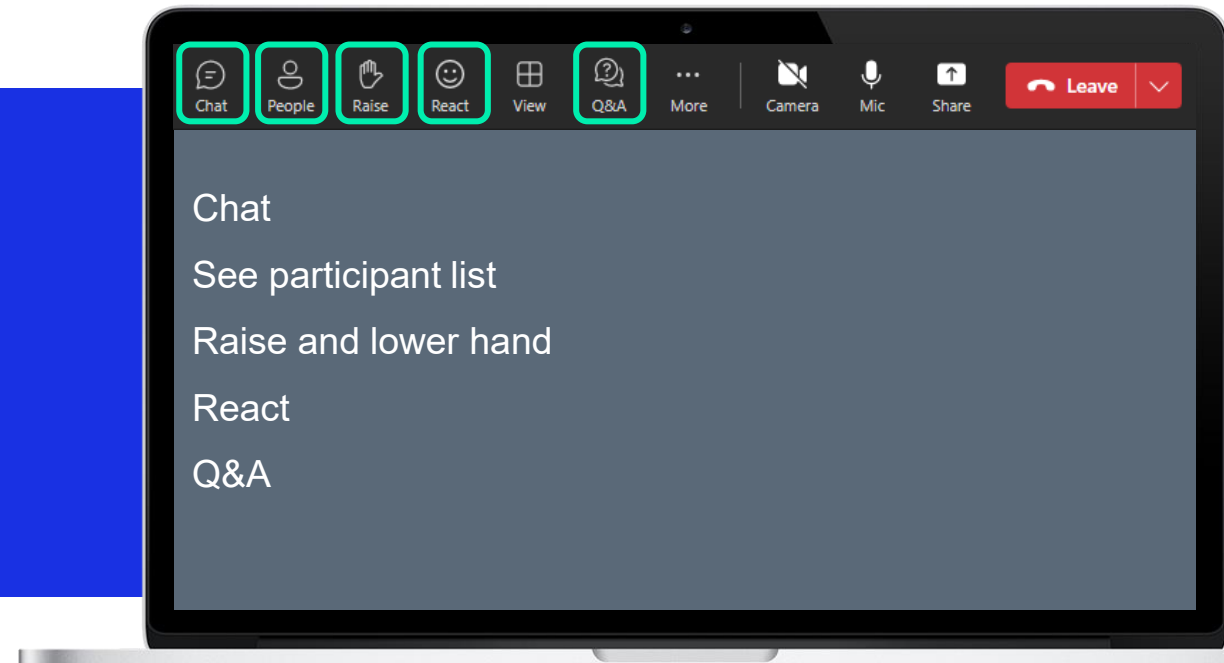 Chat People Raise React View Q&A More Camera Mic Share Leave
Chat
See participant list
Raise and lower hand
React
Q&A